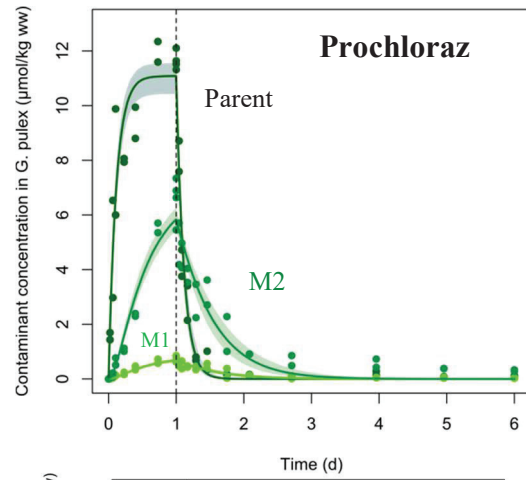 Prochloraz
Parent
M2
M1
Contaminant concentration in G. pulex (µmol/kg ww)
12
10
8
6
4
2
0
0 1 2 3 4 5 6
Time (d)